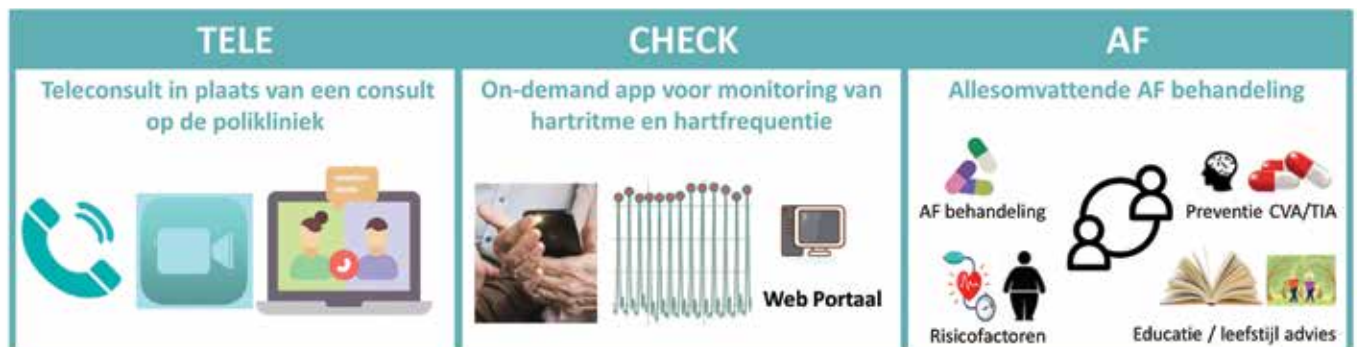 TELE
Teleconsult in plaats van een consult
op de polikliniek
CHECK
On-demand app voor monitoring van
hartritme en hartfrequentie
Web Portaal
AF
Allesomvattende AF behandeling
AF behandeling
Preventie CVA/TIA
Risicofactoren
Educatie / leefstijl advies